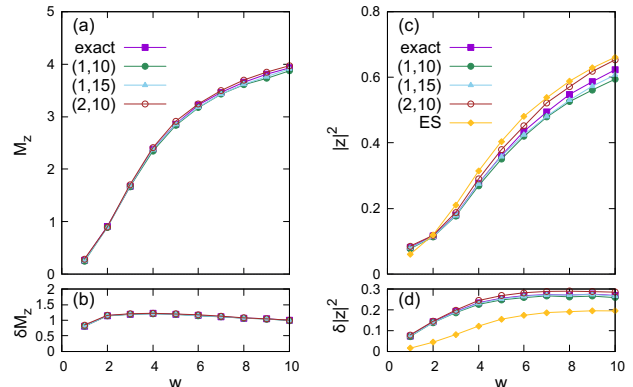 (a)
exact
(1,10)
(1,15)
(2,10)
5
4
3
2
1
0
M_z
(b)
2
1.5
1
0.5
0
δM_z
0 2 4 6 8 10
w
(c)
exact
(1,10)
(1,15)
(2,10)
ES
0.8
0.6
0.4
0.2
0
|z|²
(d)
0.3
0.2
0.1
0
δ|z|²
0 2 4 6 8 10
w